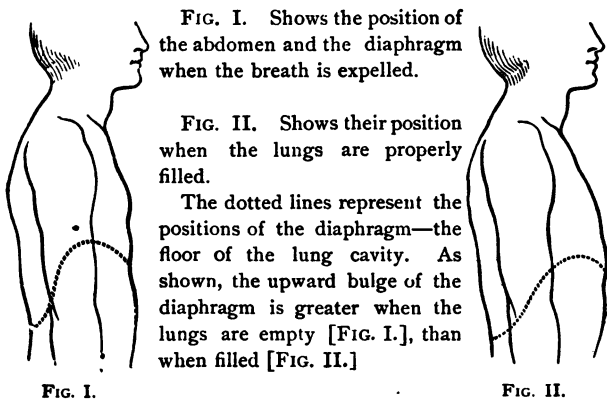 FIG. I. Shows the position of
the abdomen and the diaphragm
when the breath is expelled.
FIG. II. Shows their position
when the lungs are properly
filled.
The dotted lines represent the
positions of the diaphragm—the
floor of the lung cavity. As
shown, the upward bulge of the
diaphragm is greater when the
lungs are empty [FIG. I.], than
when filled [FIG. II.]
FIG. I.
FIG. II.